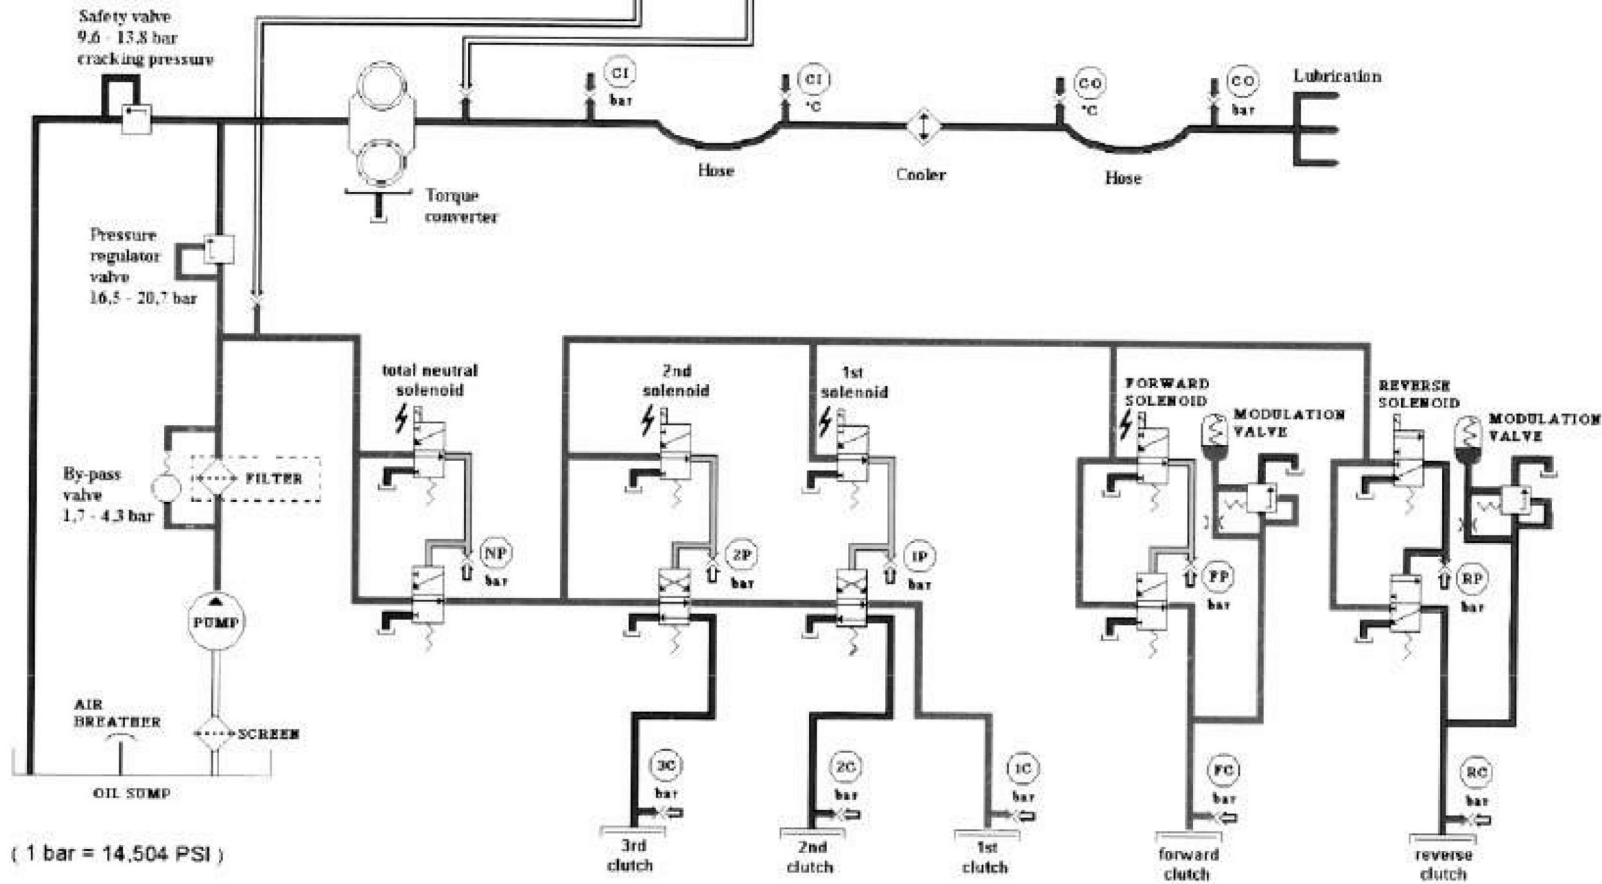 Safety valve
9,6 - 13,8 bar
cracking pressure
CI
bar
CI
°C
CO
°C
CO
bar
Lubrication
Hose
Cooler
Hose
Torque
converter
Pressure
regulator
valve
16,5 - 20,7 bar
total neutral
solenoid
2nd
solenoid
1st
solenoid
FORWARD
SOLENOID
MODULATION
VALVE
REVERSE
SOLENOID
MODULATION
VALVE
By-pass
valve
1,7 - 4,3 bar
FILTER
NP
bar
2P
bar
1P
bar
FP
bar
RP
bar
PUMP
AIR
BREATHER
SCREEN
OIL SUMP
3C
bar
2C
bar
1C
bar
FC
bar
RC
bar
3rd
clutch
2nd
clutch
1st
clutch
forward
clutch
reverse
clutch
( 1 bar = 14,504 PSI )